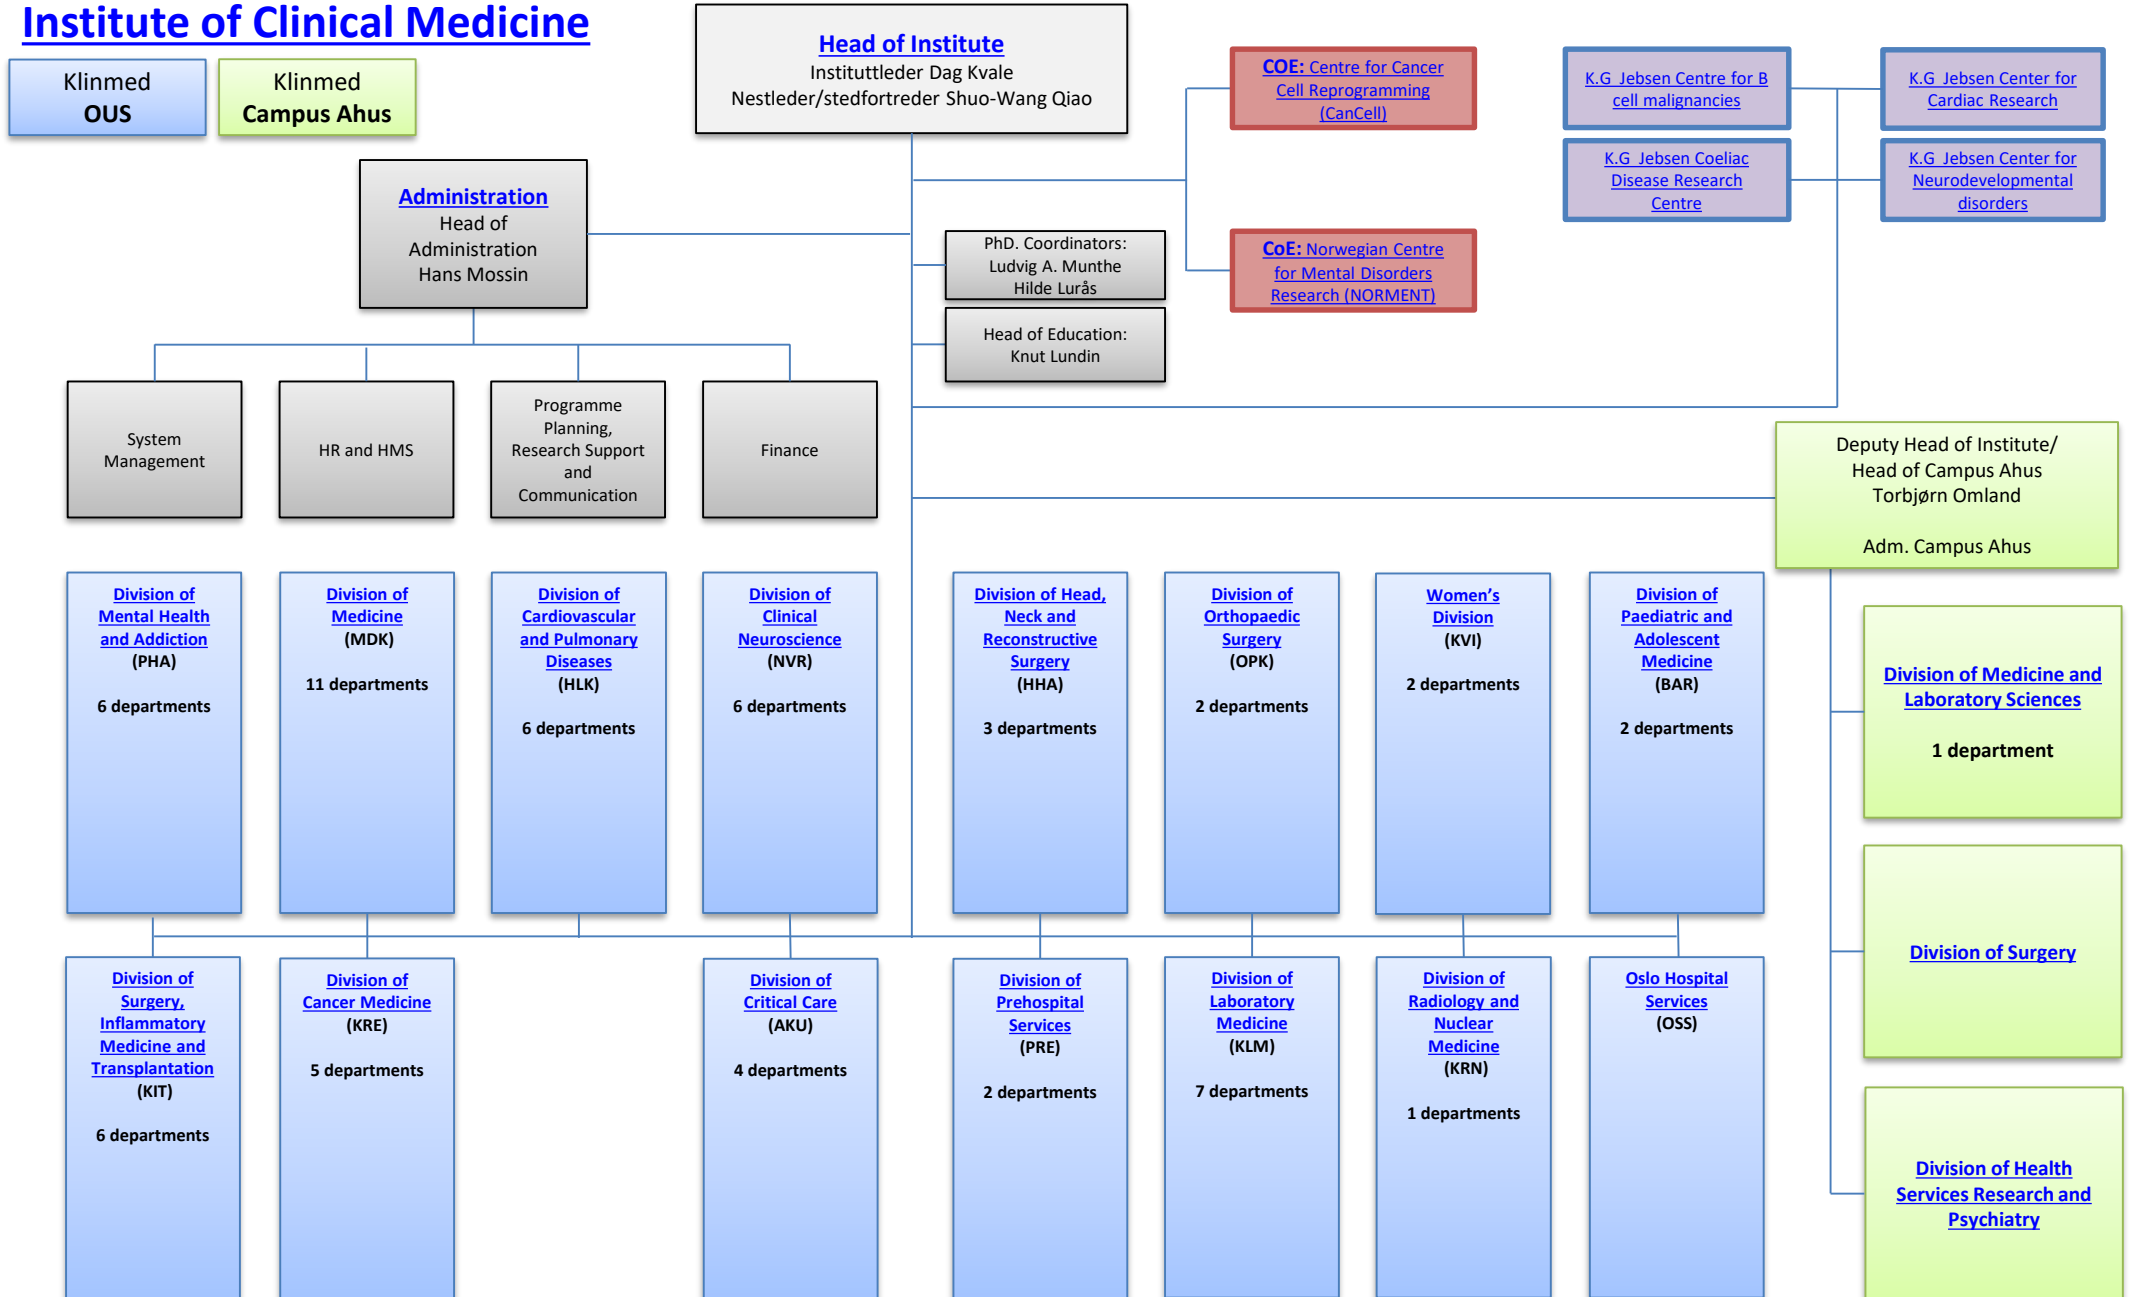 Institute of Clinical Medicine
Klinmed
OUS
Klinmed
Campus Ahus
Head of Institute
Instituttleder Dag Kvale
Nestleder/stedfortreder Shuo-Wang Qiao
COE: Centre for Cancer
Cell Reprogramming
(CanCell)
K.G Jebsen Centre for B
cell malignancies
K.G Jebsen Center for
Cardiac Research
K.G Jebsen Coeliac
Disease Research
Centre
K.G Jebsen Center for
Neurodevelopmental
disorders
Administration
Head of
Administration
Hans Mossin
PhD. Coordinators:
Ludvig A. Munthe
Hilde Lurås
CoE: Norwegian Centre
for Mental Disorders
Research (NORMENT)
Head of Education:
Knut Lundin
System
Management
HR and HMS
Programme
Planning,
Research Support
and
Communication
Finance
Deputy Head of Institute/
Head of Campus Ahus
Torbjørn Omland
Adm. Campus Ahus
Division of
Mental Health
and Addiction
(PHA)
6 departments
Division of
Medicine
(MDK)
11 departments
Division of
Cardiovascular
and Pulmonary
Diseases
(HLK)
6 departments
Division of
Clinical
Neuroscience
(NVR)
6 departments
Division of Head,
Neck and
Reconstructive
Surgery
(HHA)
3 departments
Division of
Orthopaedic
Surgery
(OPK)
2 departments
Women's
Division
(KVI)
2 departments
Division of
Paediatric and
Adolescent
Medicine
(BAR)
2 departments
Division of Medicine and
Laboratory Sciences
1 department
Division of Surgery
Division of Health
Services Research and
Psychiatry
Division of
Surgery,
Inflammatory
Medicine and
Transplantation
(KIT)
6 departments
Division of
Cancer Medicine
(KRE)
5 departments
Division of
Critical Care
(AKU)
4 departments
Division of
Prehospital
Services
(PRE)
2 departments
Division of
Laboratory
Medicine
(KLM)
7 departments
Division of
Radiology and
Nuclear
Medicine
(KRN)
1 departments
Oslo Hospital
Services
(OSS)